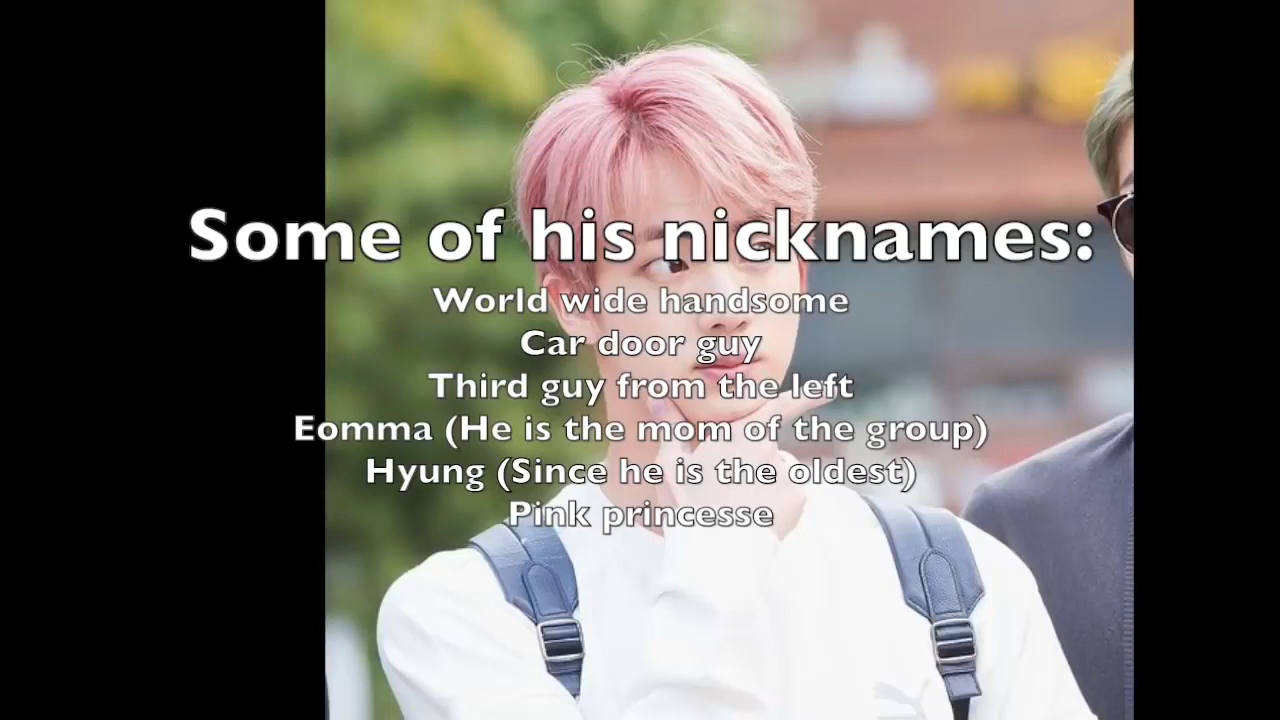 Some of his nicknames:
World wide handsome
Car door guy
Third guy from the left
Eomma (He is the mom of the group)
Hyung (Since he is the oldest)
Pink princesse